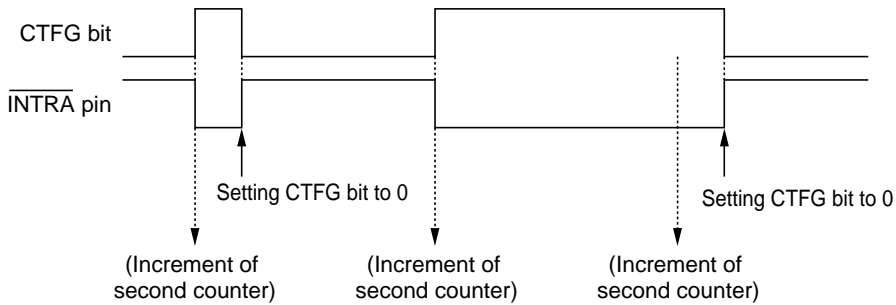 CTFG bit
INTRA pin
Setting CTFG bit to 0
Setting CTFG bit to 0
(Increment of
second counter)
(Increment of
second counter)
(Increment of
second counter)